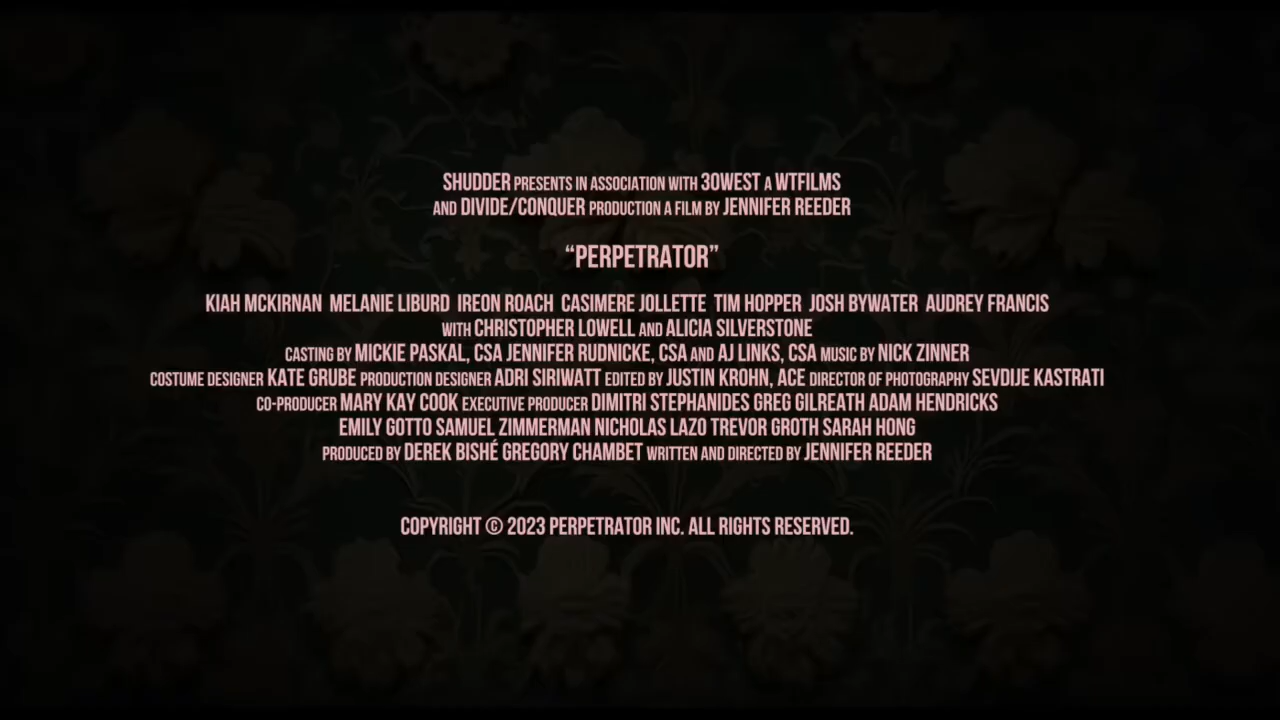 SHUDDER PRESENTS IN ASSOCIATION WITH 30WEST A WTFILMS
AND DIVIDE/CONQUER PRODUCTION A FILM BY JENNIFER REEDER
“PERPETRATOR”
KIAH MCKIRNAN MELANIE LIBURD IREON ROACH CASIMERE JOLLETTE TIM HOPPER JOSH BYWATER AUDREY FRANCIS
WITH CHRISTOPHER LOWELL AND ALICIA SILVERSTONE
CASTING BY MICKIE PASKAL, CSA JENNIFER RUDNICKE, CSA AND AJ LINKS, CSA MUSIC BY NICK ZINNER
COSTUME DESIGNER KATE GRUBE PRODUCTION DESIGNER ADRI SIRIWATT EDITED BY JUSTIN KROHN, ACE DIRECTOR OF PHOTOGRAPHY SEVDIJE KASTRATI
CO-PRODUCER MARY KAY COOK EXECUTIVE PRODUCER DIMITRI STEPHANIDES GREG GILREATH ADAM HENDRICKS
EMILY GOTTO SAMUEL ZIMMERMAN NICHOLAS LAZO TREVOR GROTH SARAH HONG
PRODUCED BY DEREK BISHÉ GREGORY CHAMBET WRITTEN AND DIRECTED BY JENNIFER REEDER
COPYRIGHT © 2023 PERPETRATOR INC. ALL RIGHTS RESERVED.